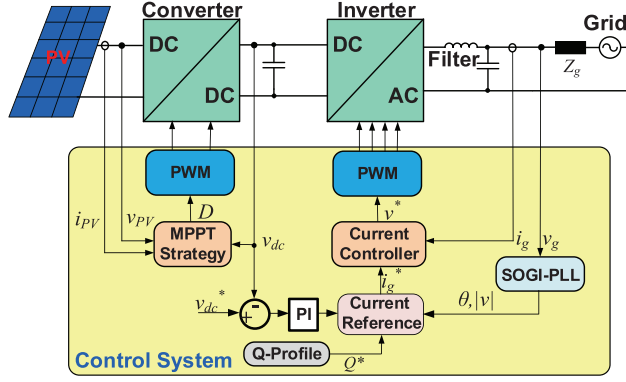 Converter
Inverter
Grid
PV
DC
DC
DC
AC
Filter
Z_g
PWM
PWM
i_PV
v_PV
D
v^*
MPPT
Strategy
v_dc
Current
Controller
i_g
v_g
SOGI-PLL
i_g^*
v_dc^*
+
−
PI
Current
Reference
θ,|v|
Q-Profile
Q*
Control System